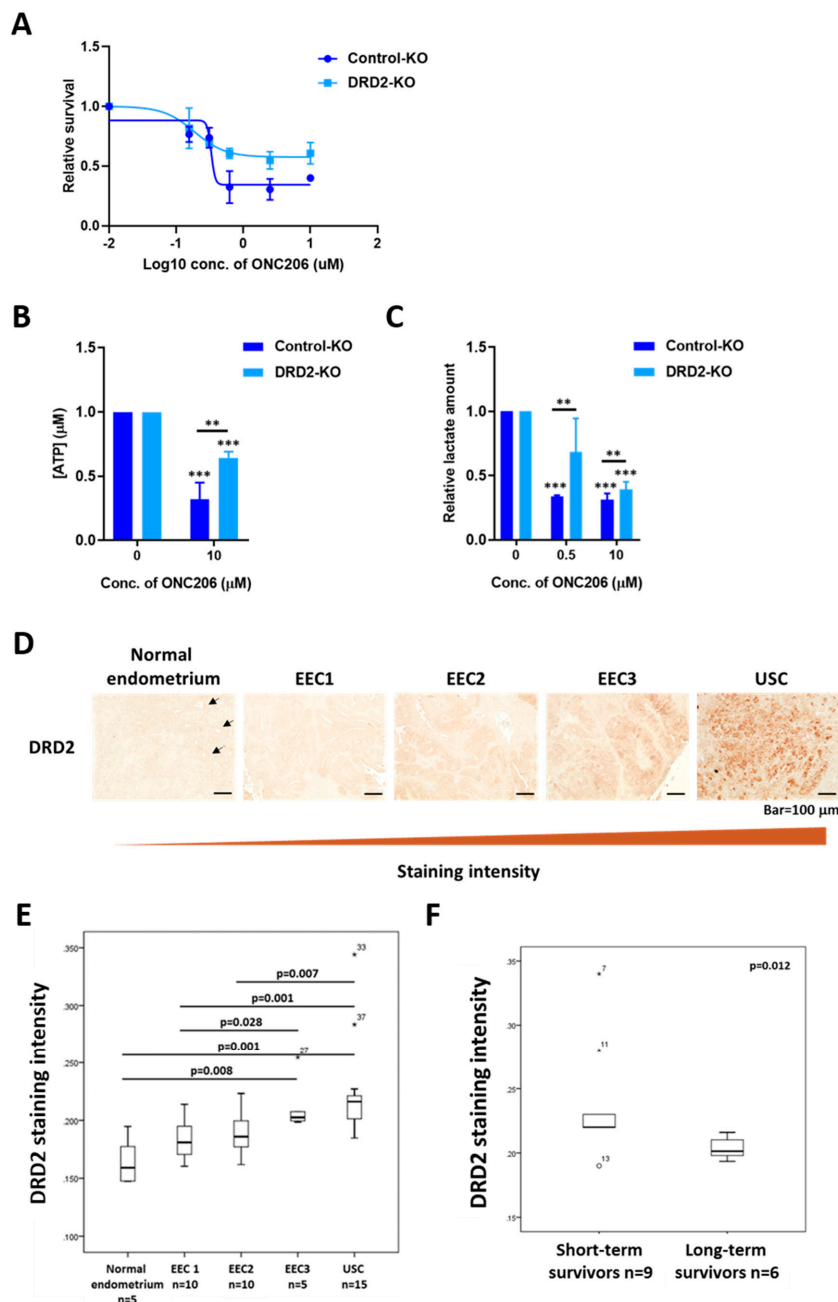 A
1.5
1.0
0.5
0.0
Relative survival
-2
-1
0
1
2
Log10 conc. of ONC206 (uM)
Control-KO
DRD2-KO
B
Control-KO
DRD2-KO
1.5
1.0
0.5
0.0
[ATP] (μM)
**
***
***
0
10
Conc. of ONC206 (μM)
C
Control-KO
DRD2-KO
1.5
1.0
0.5
0.0
Relative lactate amount
**
***
**
***
***
0
0.5
10
Conc. of ONC206 (μM)
D
Normal
endometrium
EEC1
EEC2
EEC3
USC
DRD2
Bar=100 μm
Staining intensity
E
DRD2 staining intensity
.350
.300
.250
.200
.150
.100
p=0.007
p=0.001
p=0.028
p=0.001
p=0.008
33
37
27
Normal
endometrium
n=5
EEC 1
n=10
EEC2
n=10
EEC3
n=5
USC
n=15
F
DRD2 staining intensity
.35
.30
.25
.20
.15
p=0.012
7
11
13
Short-term
survivors n=9
Long-term
survivors n=6